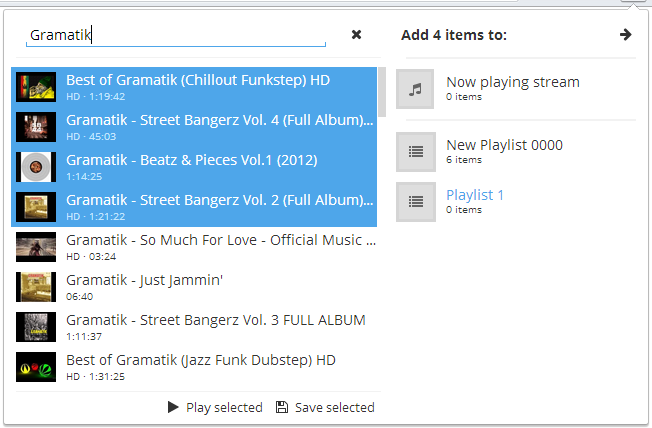 Gramatik
Best of Gramatik (Chillout Funkstep) HD
HD · 1:19:42
Gramatik - Street Bangerz Vol. 4 (Full Album)...
HD · 45:03
Gramatik - Beatz & Pieces Vol.1 (2012)
1:14:25
Gramatik - Street Bangerz Vol. 2 (Full Album)...
HD · 1:21:22
Gramatik - So Much For Love - Official Music ...
HD · 03:24
Gramatik - Just Jammin'
06:40
Gramatik - Street Bangerz Vol. 3 FULL ALBUM
1:11:37
Best of Gramatik (Jazz Funk Dubstep) HD
HD · 1:31:25
Play selected
Save selected
Add 4 items to:
Now playing stream
0 items
New Playlist 0000
6 items
Playlist 1
0 items